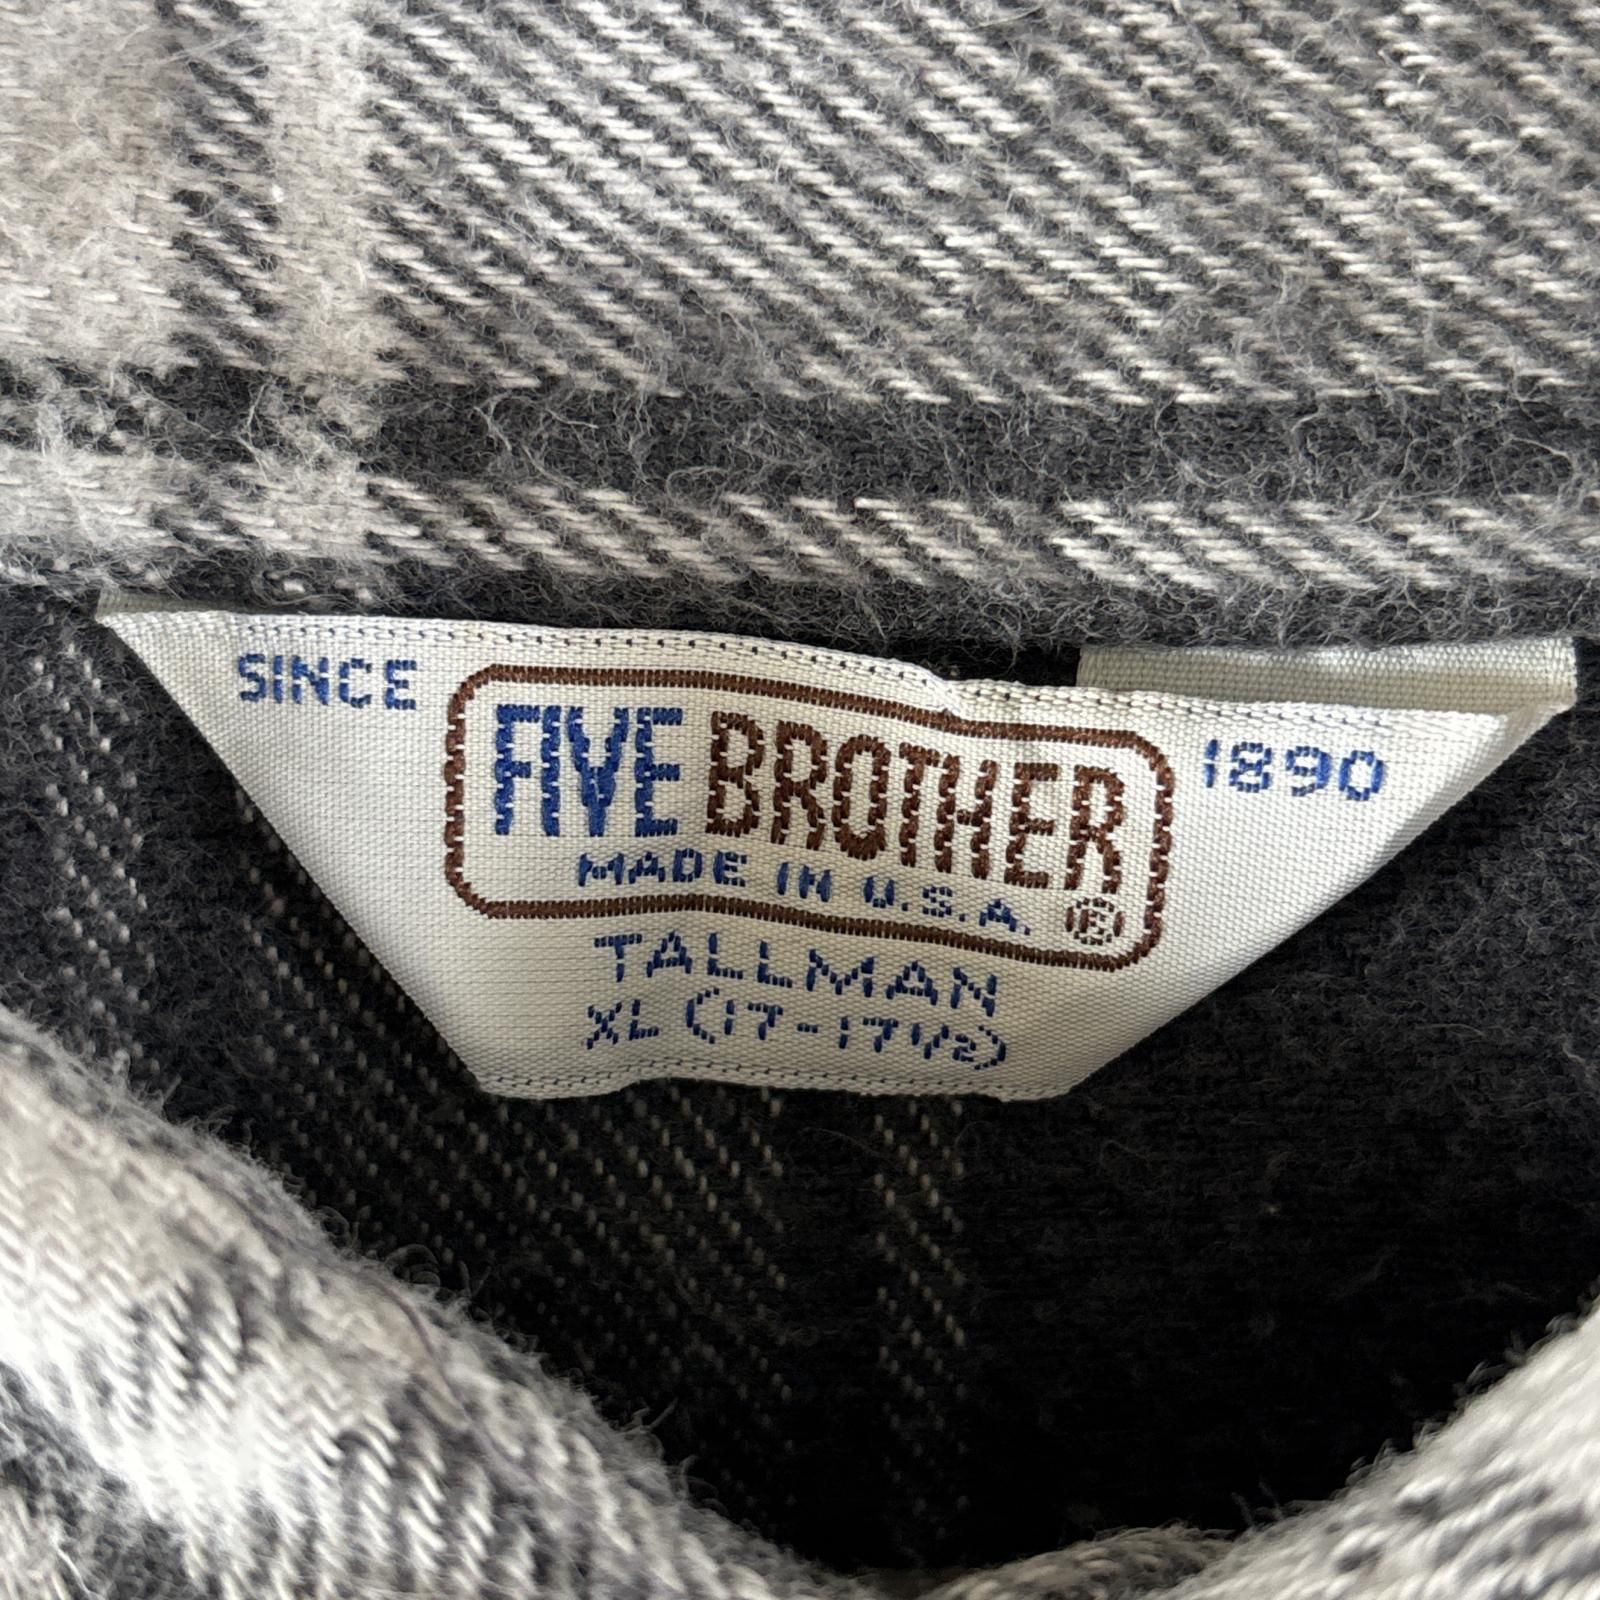 SINCE FIVE BROTHER 1890
MADE IN U.S.A. ®
TALLMAN
XL (17-17½)